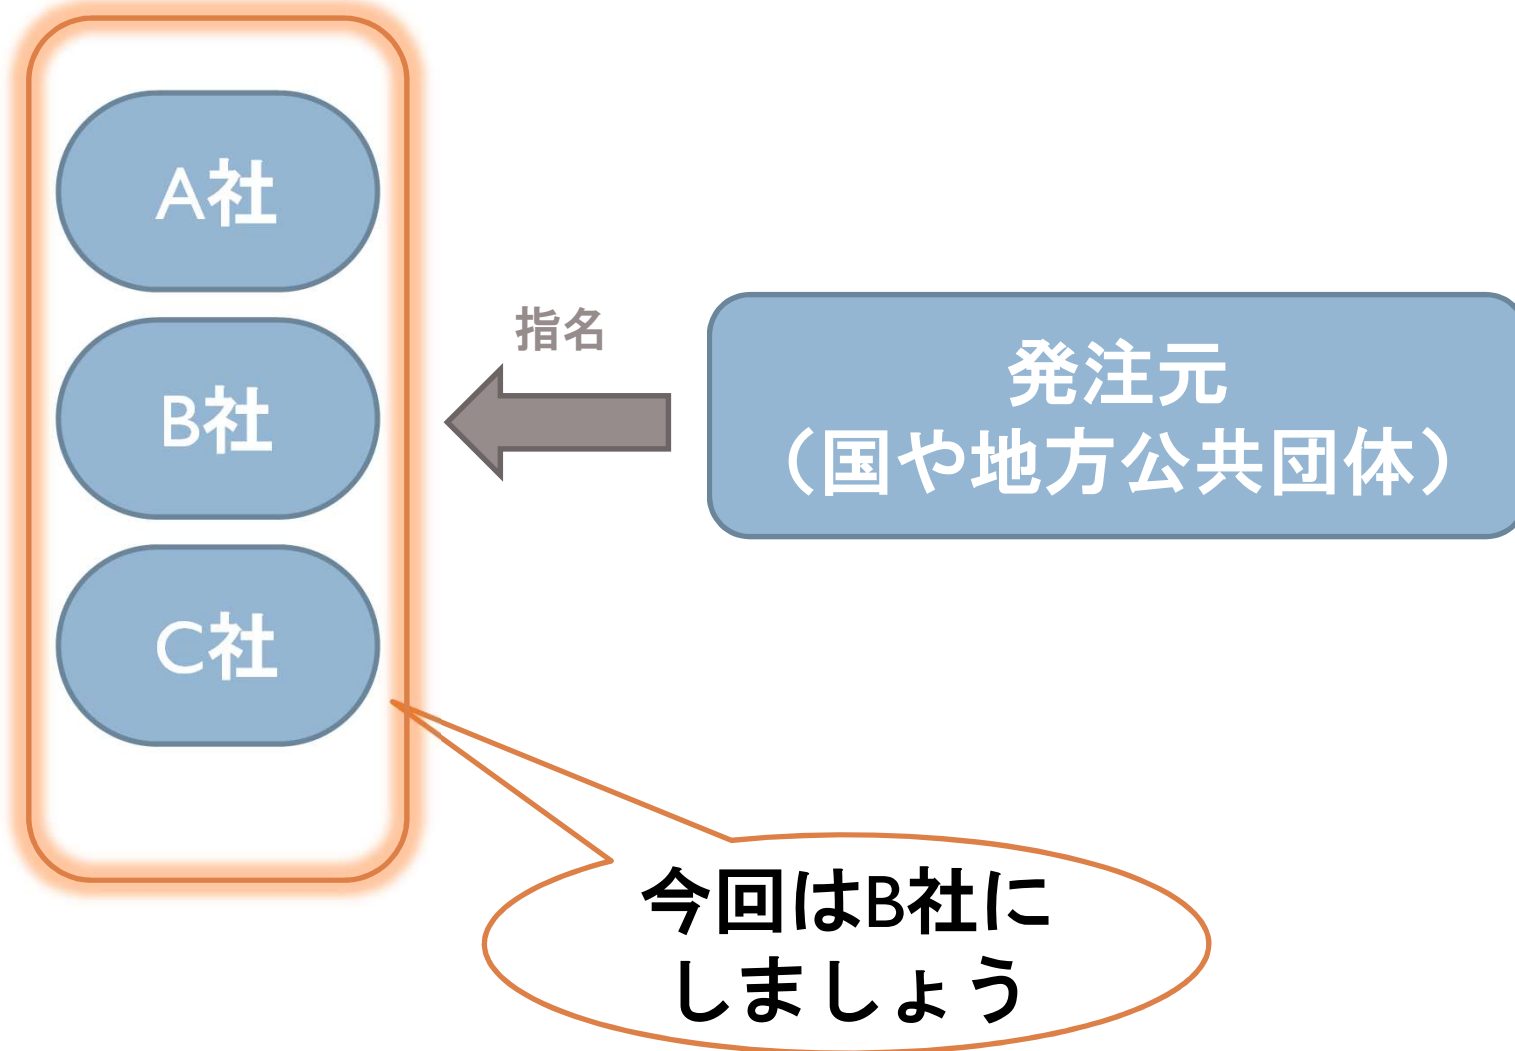 A社
B社
C社
指名
発注元
（国や地方公共団体）
今回はB社に
しましょう